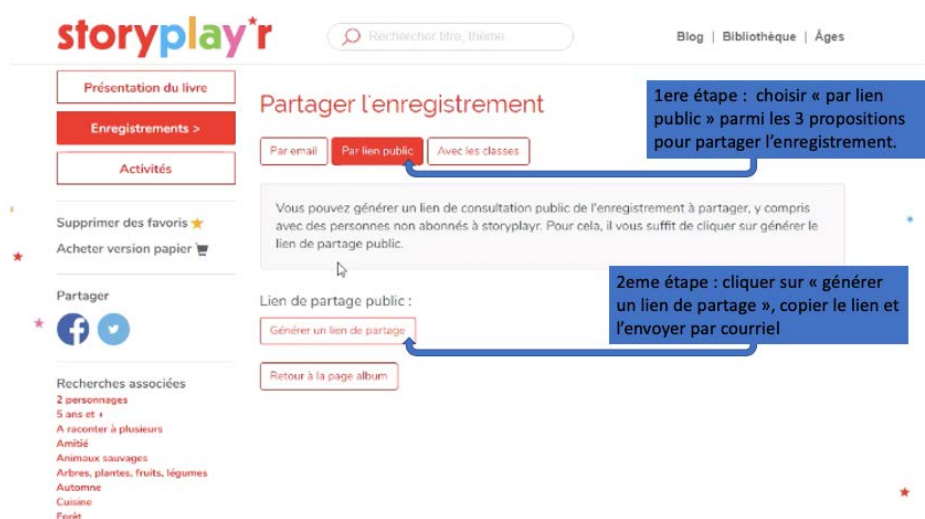 storyplay'r
Rechercher titre, thème...
Blog | Bibliothèque | Âges
Présentation du livre
Enregistrements >
Activités
Supprimer des favoris
Acheter version papier
Partager
Recherches associées
2 personnages
5 ans et +
A raconter à plusieurs
Amitié
Animaux sauvages
Arbres, plantes, fruits, légumes
Automne
Cuisine
Forêt
Partager l'enregistrement
Par email
Par lien public
Avec les classes
Vous pouvez générer un lien de consultation public de l'enregistrement à partager, y compris
avec des personnes non abonnés à storyplayr. Pour cela, il vous suffit de cliquer sur générer le
lien de partage public.
Lien de partage public :
Générer un lien de partage
Retour à la page album
1ere étape : choisir « par lien
public » parmi les 3 propositions
pour partager l'enregistrement.
2eme étape : cliquer sur « générer
un lien de partage », copier le lien et
l'envoyer par courriel